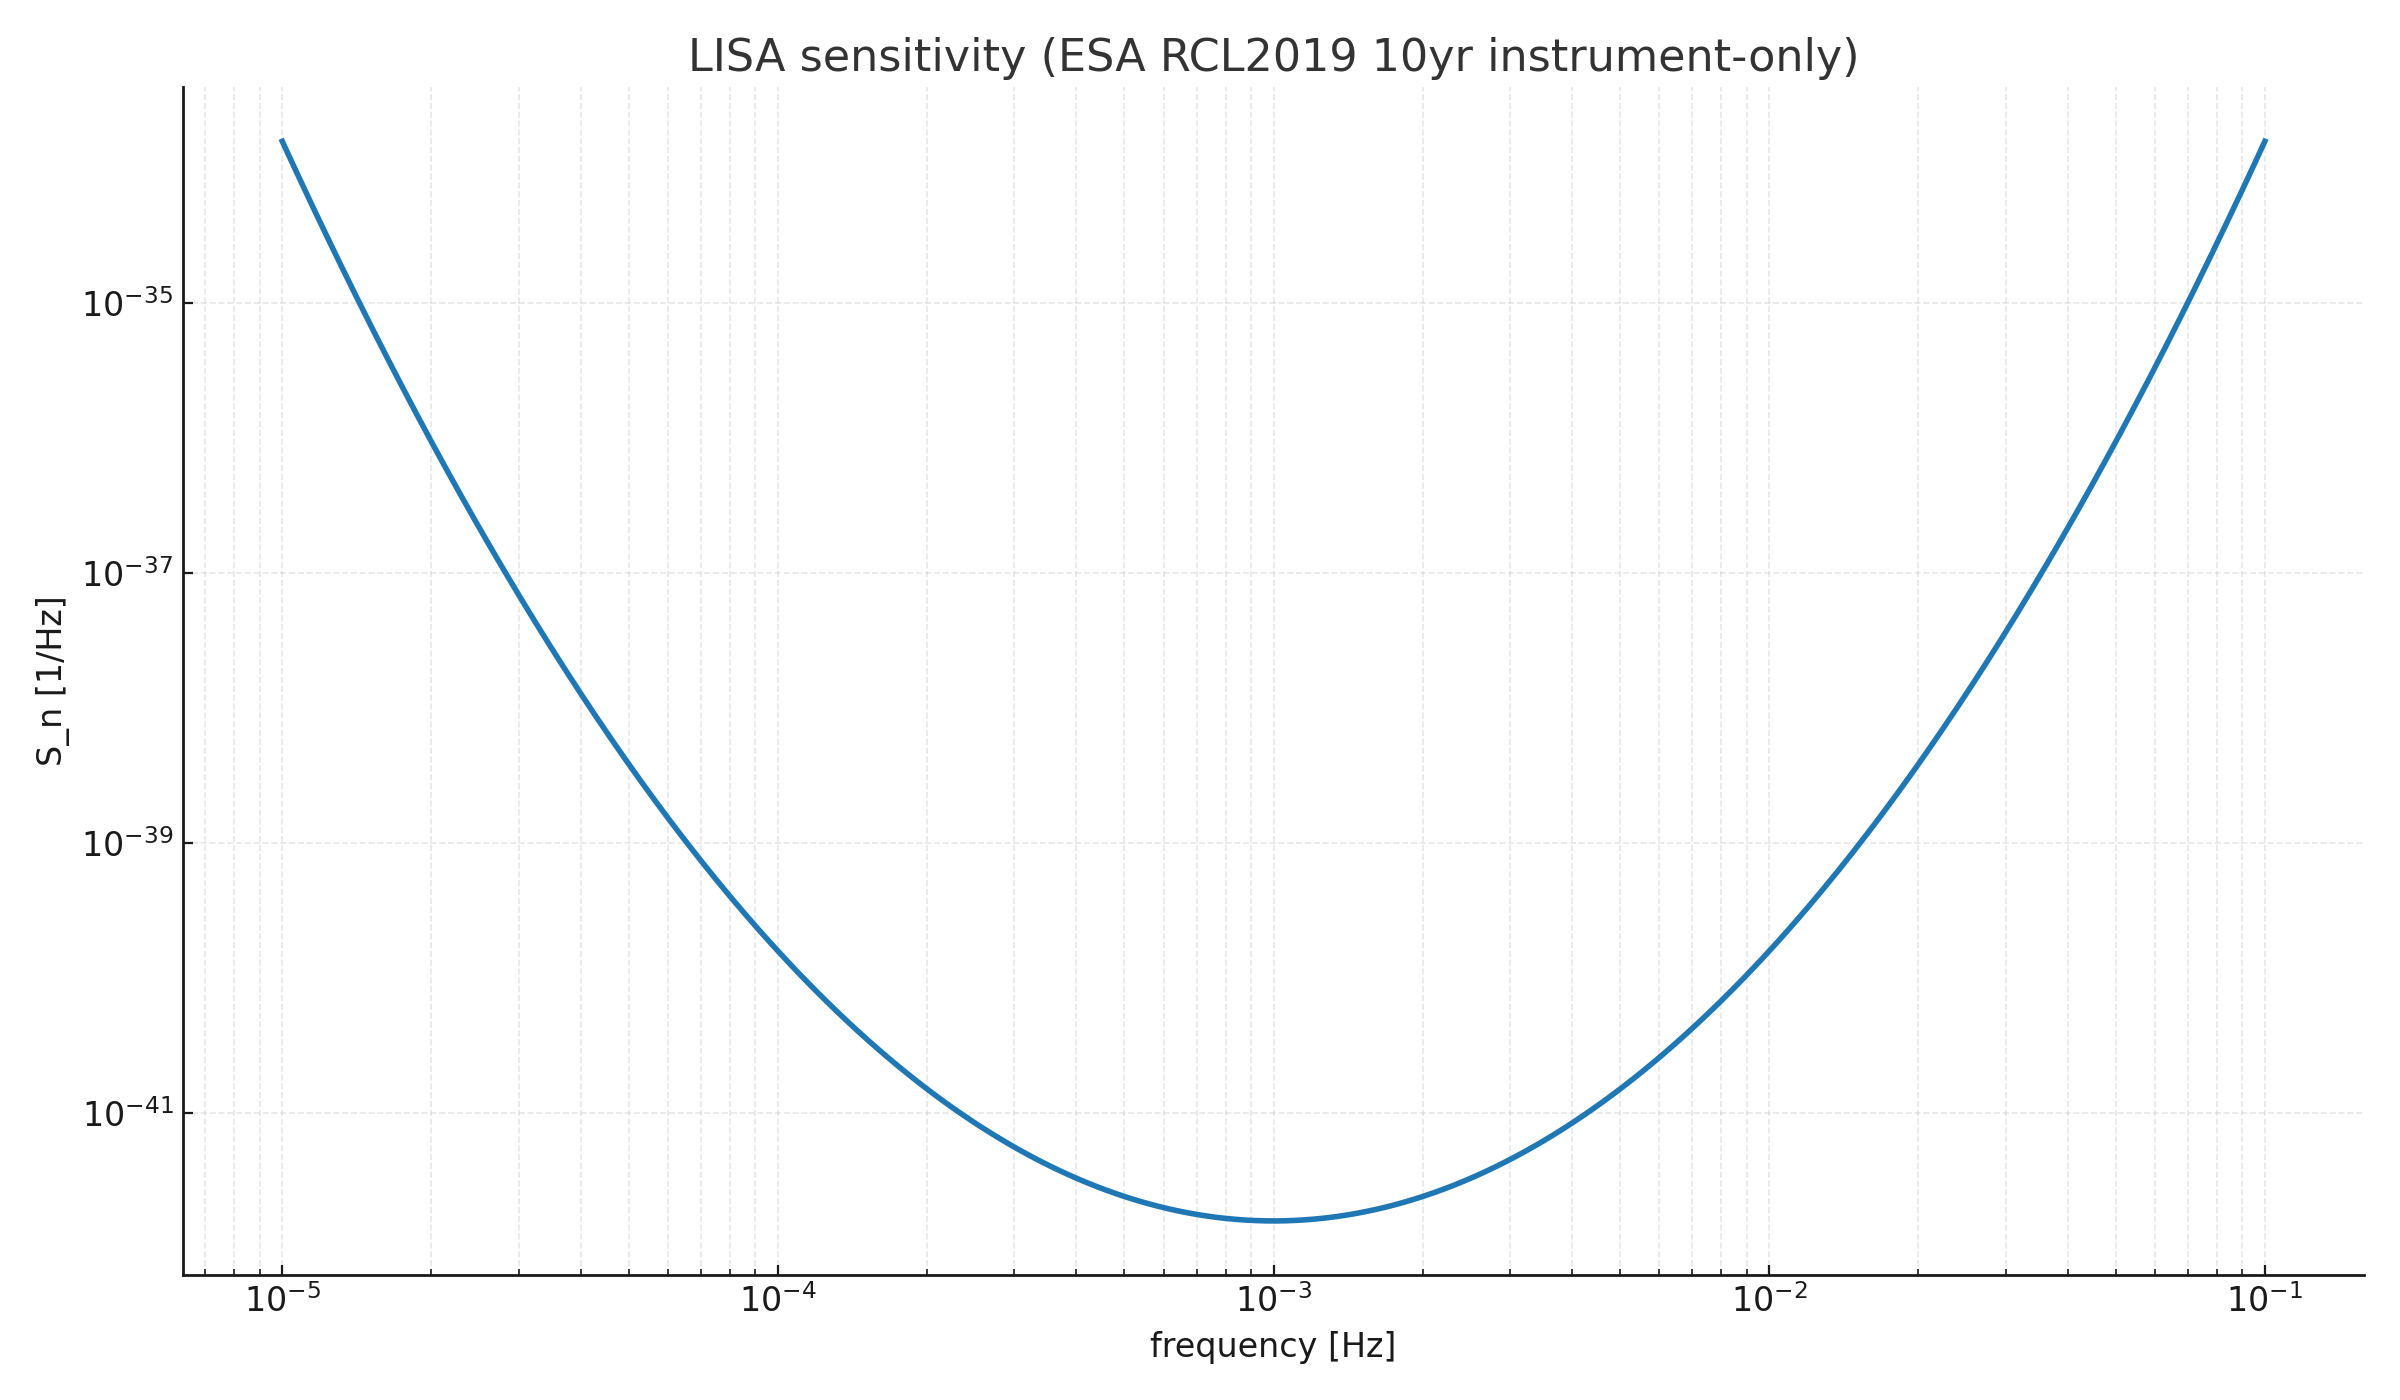 LISA sensitivity (ESA RCL2019 10yr instrument-only)
S_n [1/Hz]
10⁻³⁵
10⁻³⁷
10⁻³⁹
10⁻⁴¹
10⁻⁵ 10⁻⁴ 10⁻³ 10⁻² 10⁻¹
frequency [Hz]